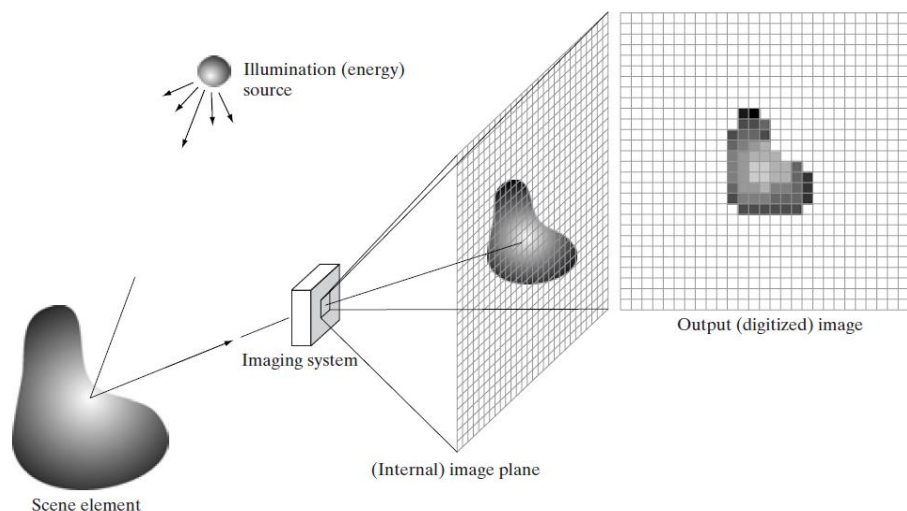 Illumination (energy)
source
Output (digitized) image
Imaging system
(Internal) image plane
Scene element